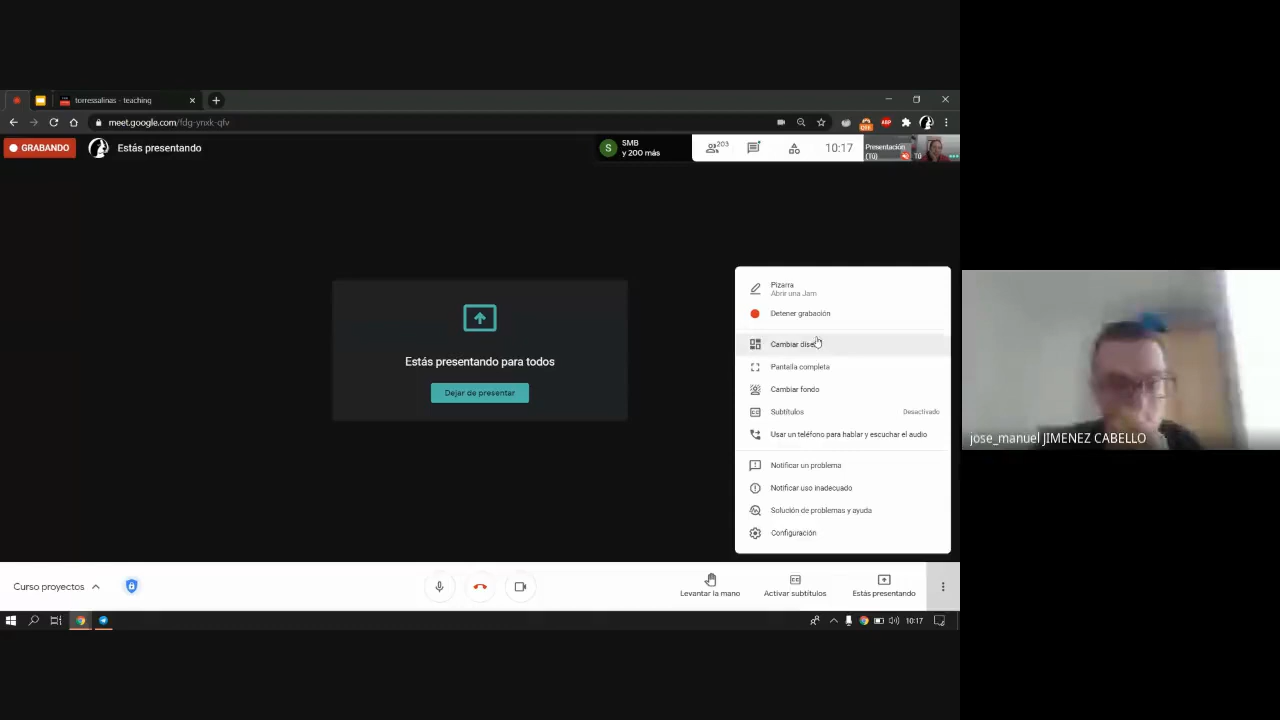 torressalinas - teaching
meet.google.com/fdg-ynxk-qfv
GRABANDO
Estás presentando
S
SMB
y 200 más
203
10:17
Presentación
(Tú)
Tú
Estás presentando para todos
Dejar de presentar
Pizarra
Abrir una Jam
Detener grabación
Cambiar diseñ
Pantalla completa
Cambiar fondo
Subtítulos
Desactivado
Usar un teléfono para hablar y escuchar el audio
Notificar un problema
Notificar uso inadecuado
Solución de problemas y ayuda
Configuración
jose_manuel JIMENEZ CABELLO
Curso proyectos
Levantar la mano
Activar subtítulos
Estás presentando
10:17